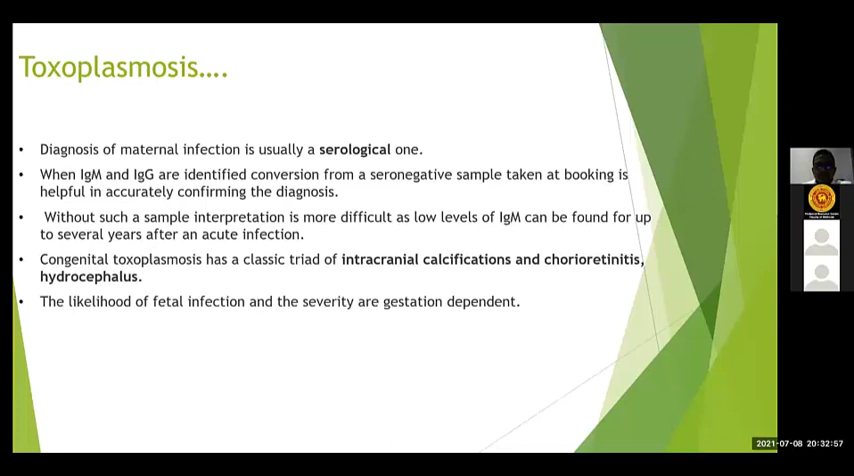 Toxoplasmosis….
• Diagnosis of maternal infection is usually a serological one.
• When IgM and IgG are identified conversion from a seronegative sample taken at booking is
helpful in accurately confirming the diagnosis.
• Without such a sample interpretation is more difficult as low levels of IgM can be found for up
to several years after an acute infection.
• Congenital toxoplasmosis has a classic triad of intracranial calcifications and chorioretinitis,
hydrocephalus.
• The likelihood of fetal infection and the severity are gestation dependent.
2021-07-08 20:32:57